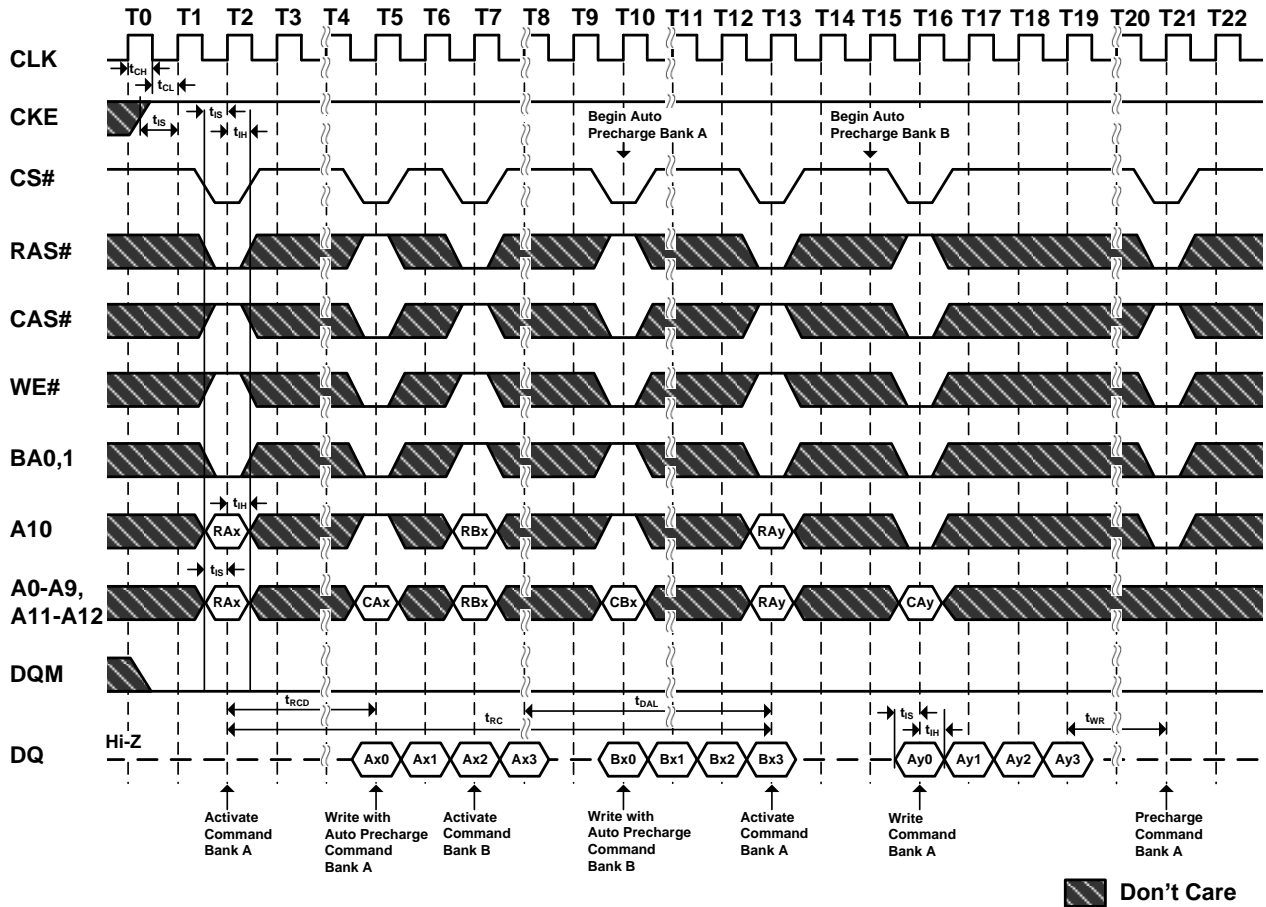 T0 T1 T2 T3 T4 T5 T6 T7 T8 T9 T10 T11 T12 T13 T14 T15 T16 T17 T18 T19 T20 T21 T22
CLK
tCH
tCL
CKE
tIS
tIS
tIH
Begin Auto
Precharge Bank A
Begin Auto
Precharge Bank B
CS#
RAS#
CAS#
WE#
BA0,1
tIH
A10
RAx RBx RAy
tIS
A0-A9,
A11-A12
RAx CAx RBx CBx RAy CAy
DQM
tRCD
tDAL
tRC
tIS
tIH
tWR
Hi-Z
DQ
Ax0 Ax1 Ax2 Ax3 Bx0 Bx1 Bx2 Bx3 Ay0 Ay1 Ay2 Ay3
Activate
Command
Bank A
Write with
Auto Precharge
Command
Bank A
Activate
Command
Bank B
Write with
Auto Precharge
Command
Bank B
Activate
Command
Bank A
Write
Command
Bank A
Precharge
Command
Bank A
Don't Care